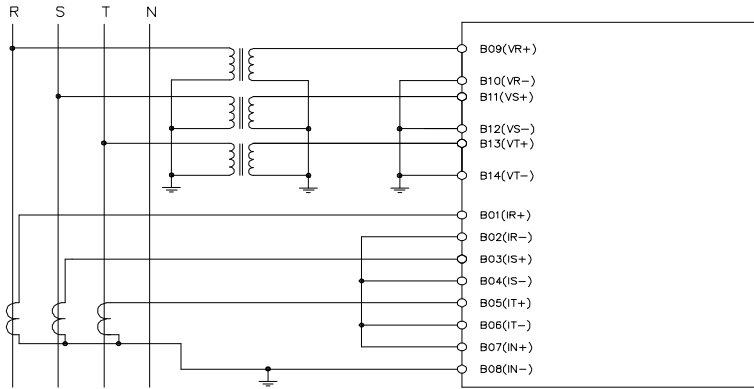 R S T N
B09(VR+)
B10(VR−)
B11(VS+)
B12(VS−)
B13(VT+)
B14(VT−)
B01(IR+)
B02(IR−)
B03(IS+)
B04(IS−)
B05(IT+)
B06(IT−)
B07(IN+)
B08(IN−)